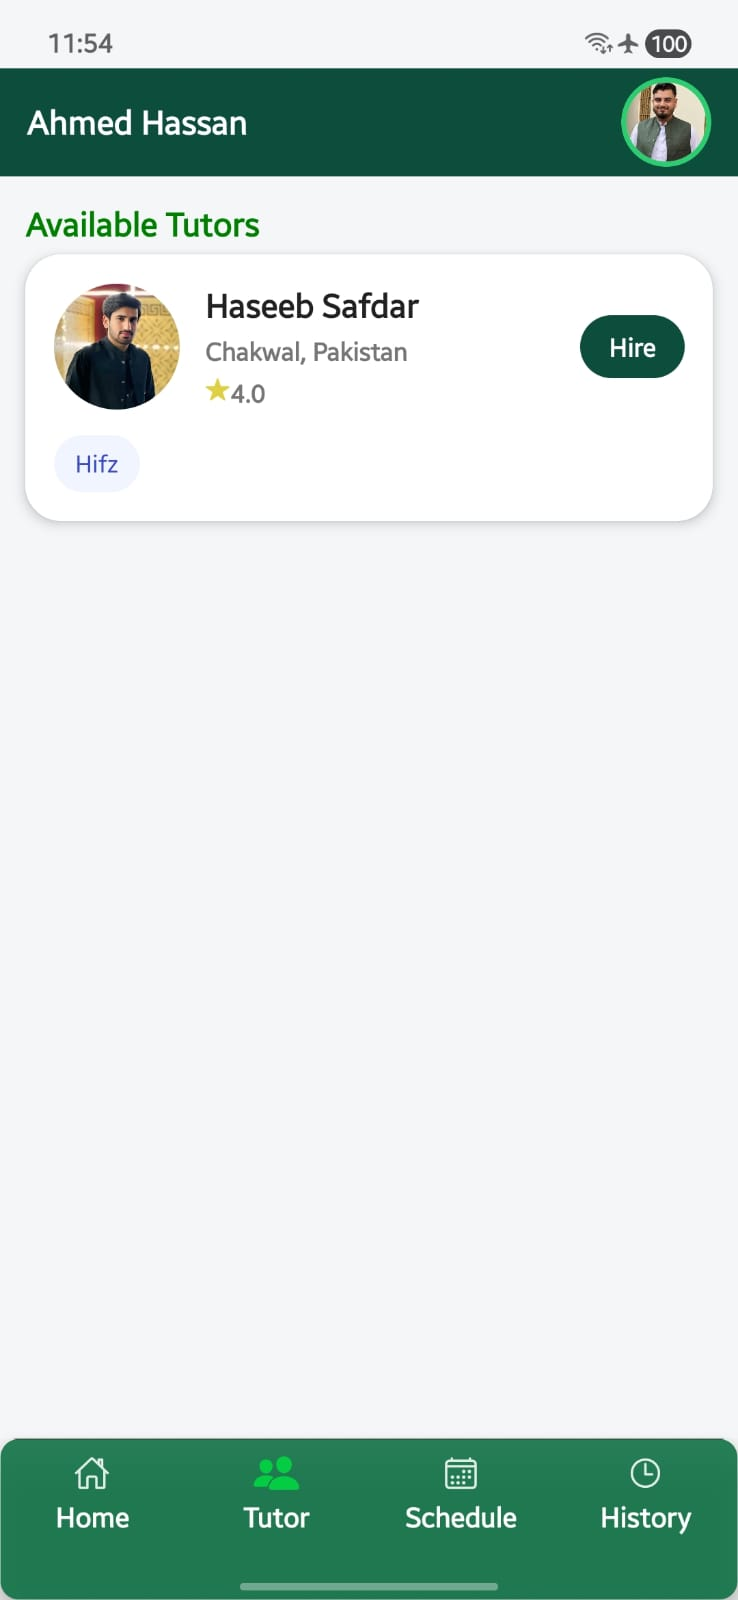 11:54
100
Ahmed Hassan
Available Tutors
Haseeb Safdar
Chakwal, Pakistan
4.0
Hire
Hifz
Home
Tutor
Schedule
History